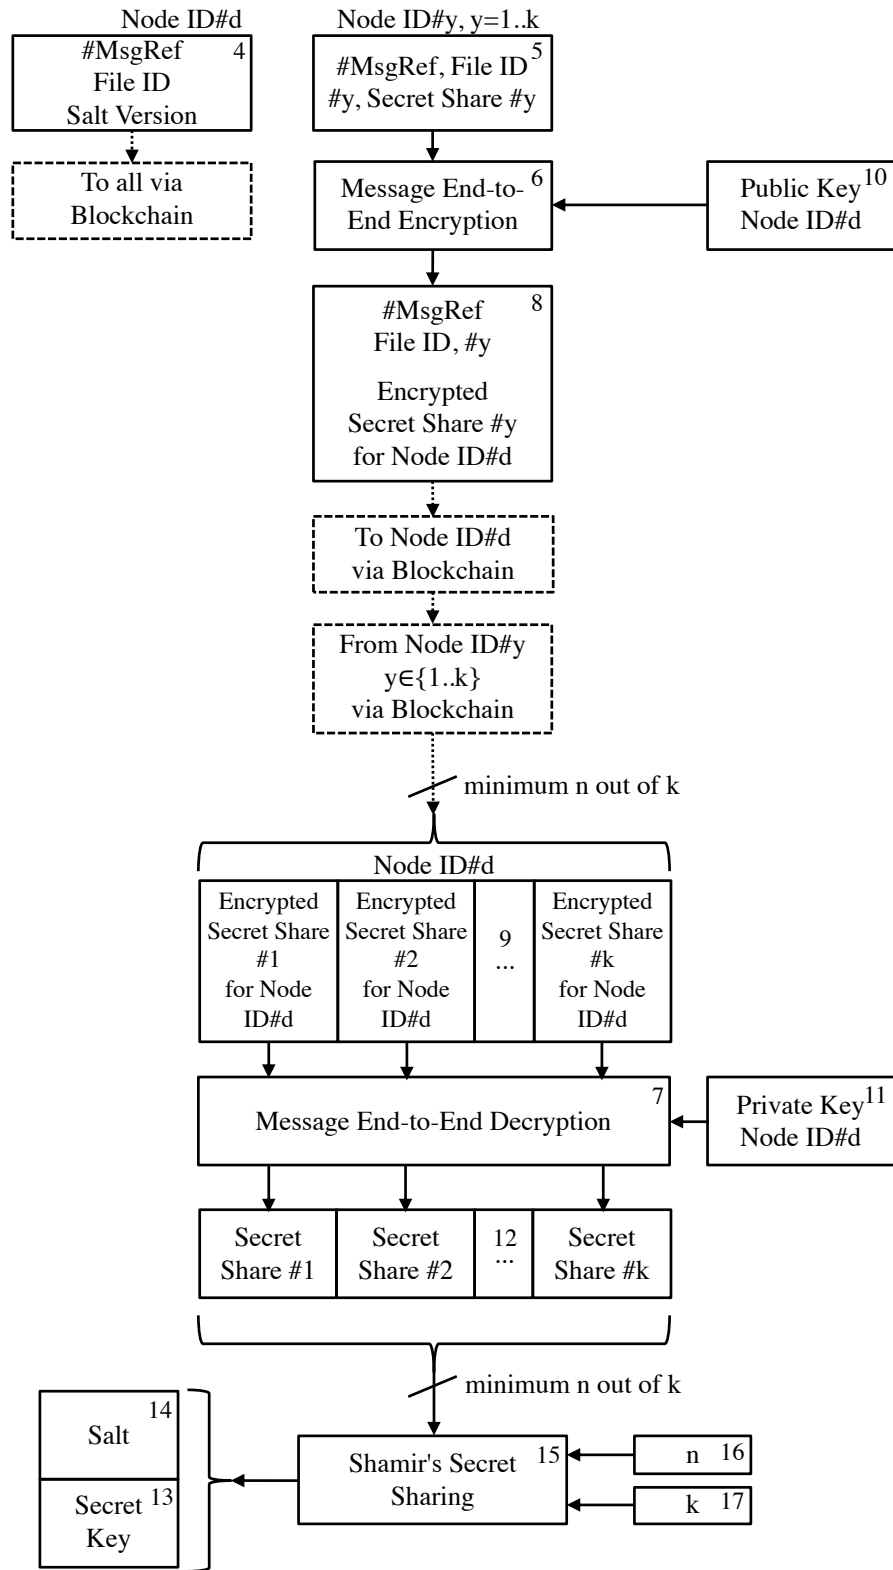 Node ID#d
4
#MsgRef
File ID
Salt Version
To all via
Blockchain
Node ID#y, y=1..k
5
#MsgRef, File ID
#y, Secret Share #y
6
Message End-to-
End Encryption
10
Public Key
Node ID#d
8
#MsgRef
File ID, #y
Encrypted
Secret Share #y
for Node ID#d
To Node ID#d
via Blockchain
From Node ID#y
y∈{1..k}
via Blockchain
minimum n out of k
Node ID#d
Encrypted
Secret Share
#1
for Node
ID#d
Encrypted
Secret Share
#2
for Node
ID#d
9
...
Encrypted
Secret Share
#k
for Node
ID#d
7
Message End-to-End Decryption
11
Private Key
Node ID#d
Secret
Share #1
Secret
Share #2
12
...
Secret
Share #k
minimum n out of k
14
Salt
13
Secret
Key
15
Shamir's Secret
Sharing
n 16
k 17